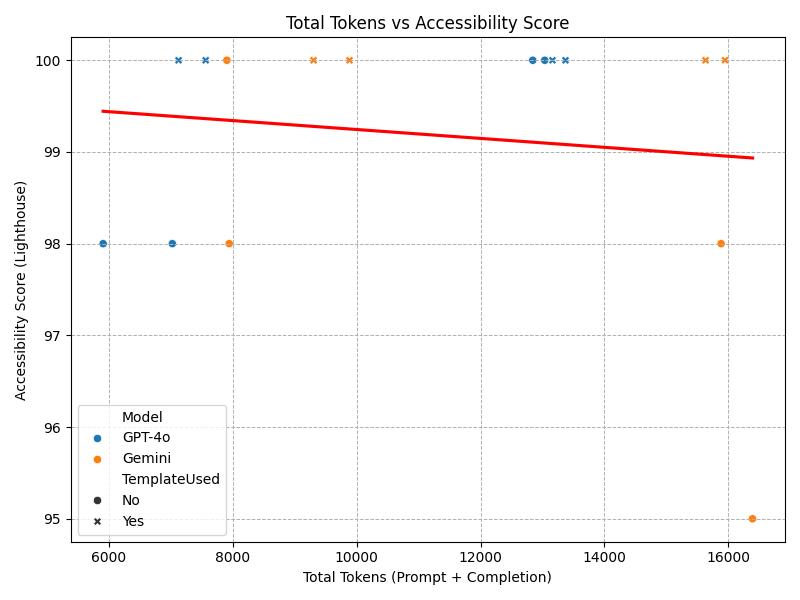 Total Tokens vs Accessibility Score
100
99
98
97
96
95
Accessibility Score (Lighthouse)
Model
GPT-4o
Gemini
TemplateUsed
No
Yes
6000 8000 10000 12000 14000 16000
Total Tokens (Prompt + Completion)